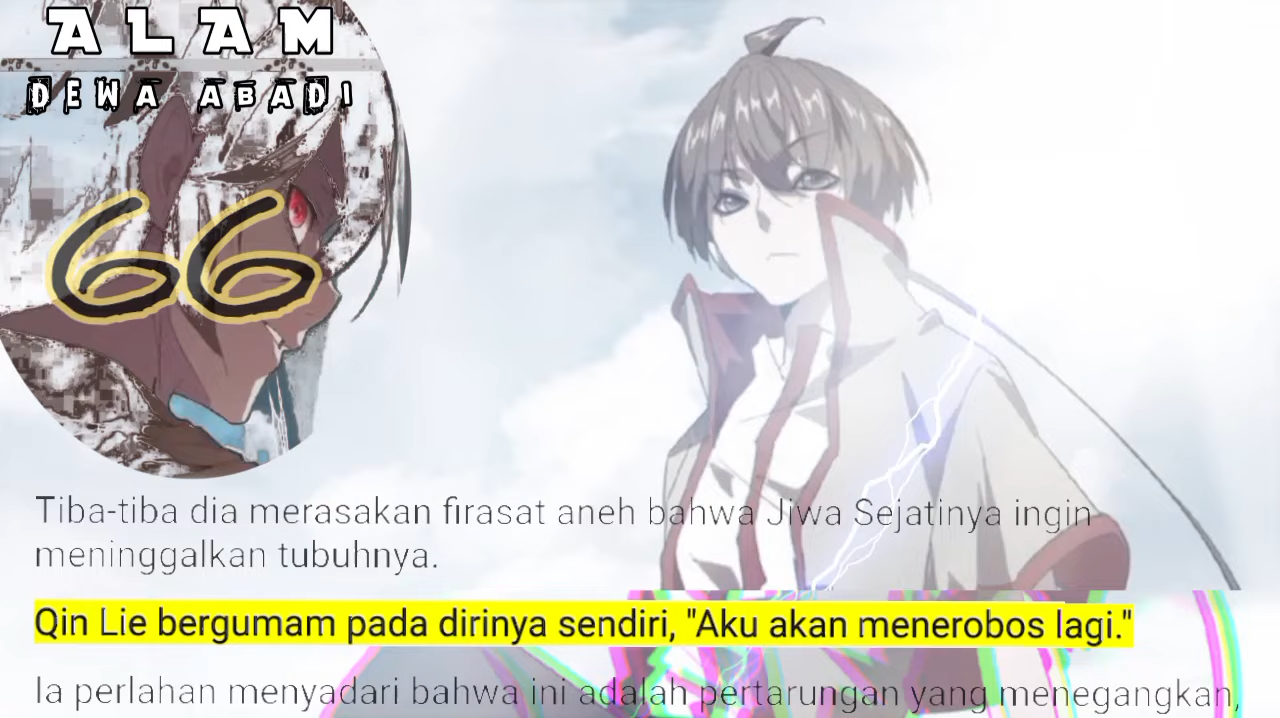 ALAM
DEWA ABADI
66
Tiba-tiba dia merasakan firasat aneh bahwa Jiwa Sejatinya ingin
meninggalkan tubuhnya.
Qin Lie bergumam pada dirinya sendiri, "Aku akan menerobos lagi."
Ia perlahan menyadari bahwa ini adalah pertarungan yang menegangkan,